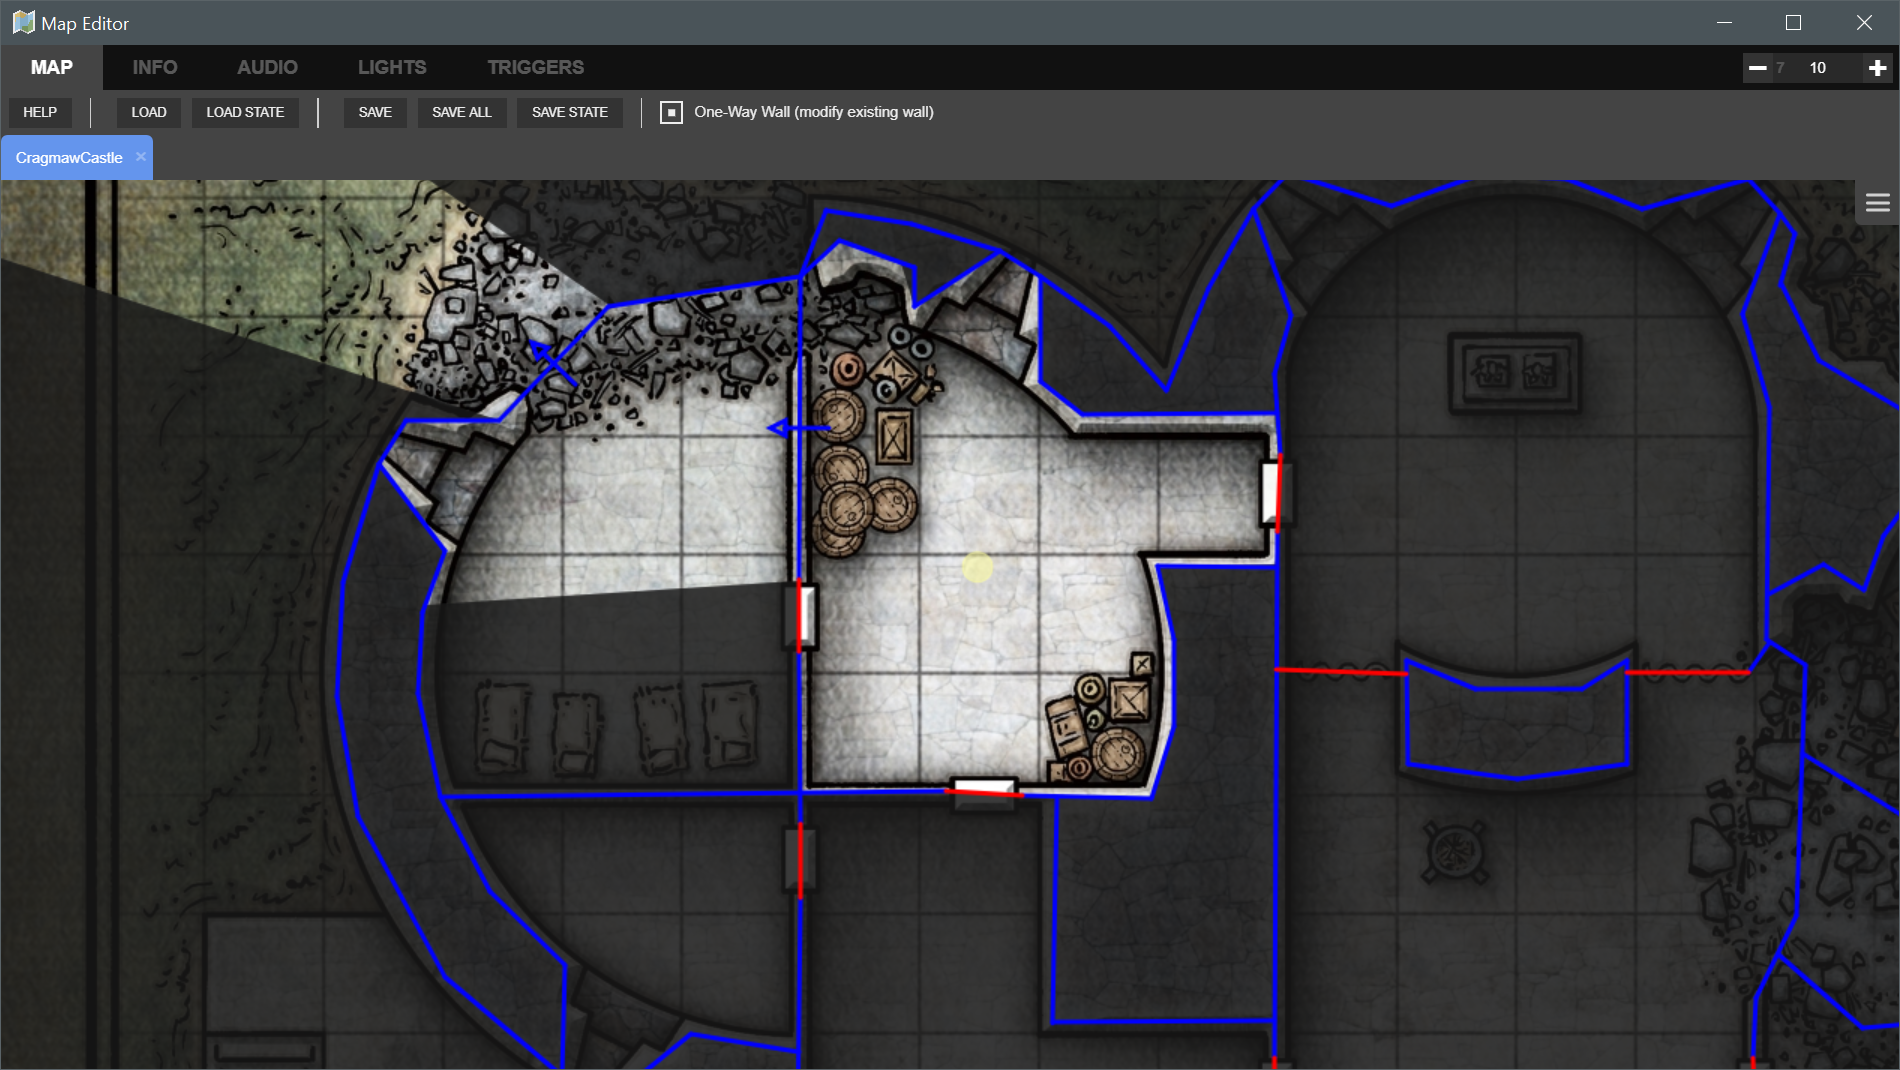 Map Editor
MAP INFO AUDIO LIGHTS TRIGGERS 7 10
HELP LOAD LOAD STATE SAVE SAVE ALL SAVE STATE One-Way Wall (modify existing wall)
CragmawCastle